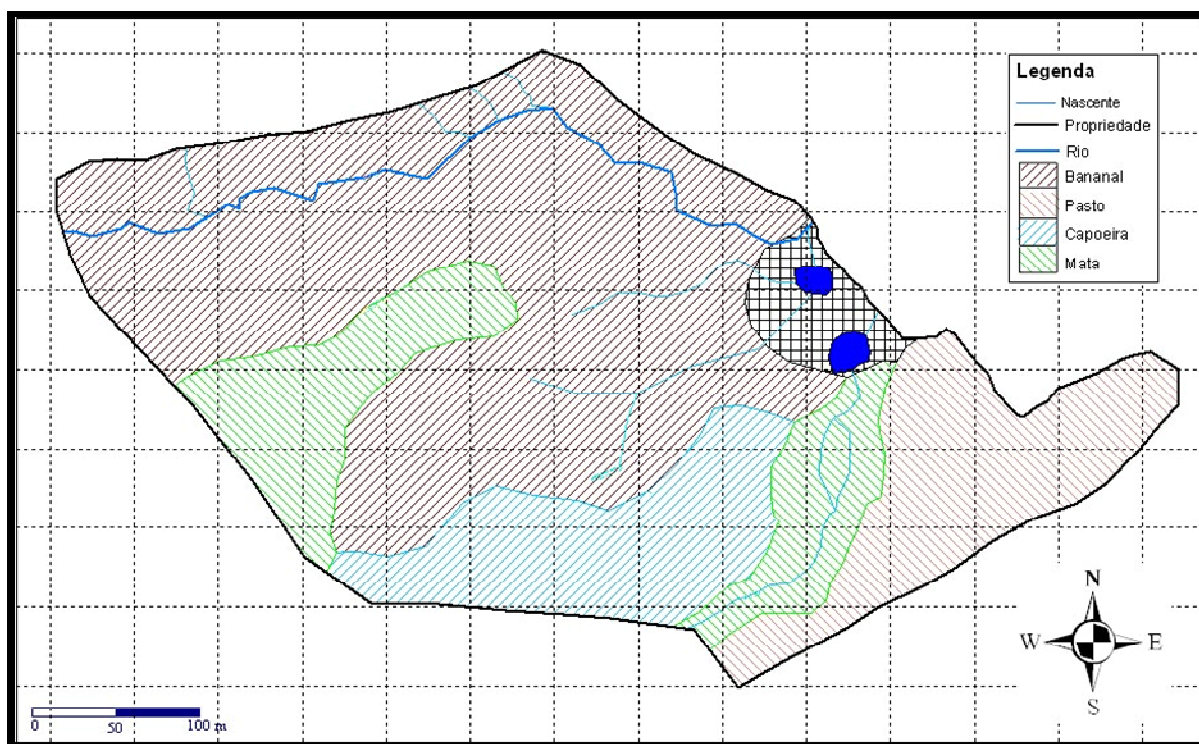 Legenda
Nascente
Propriedade
Rio
Bananal
Pasto
Capoeira
Mata
N
W E
S
0 50 100 m